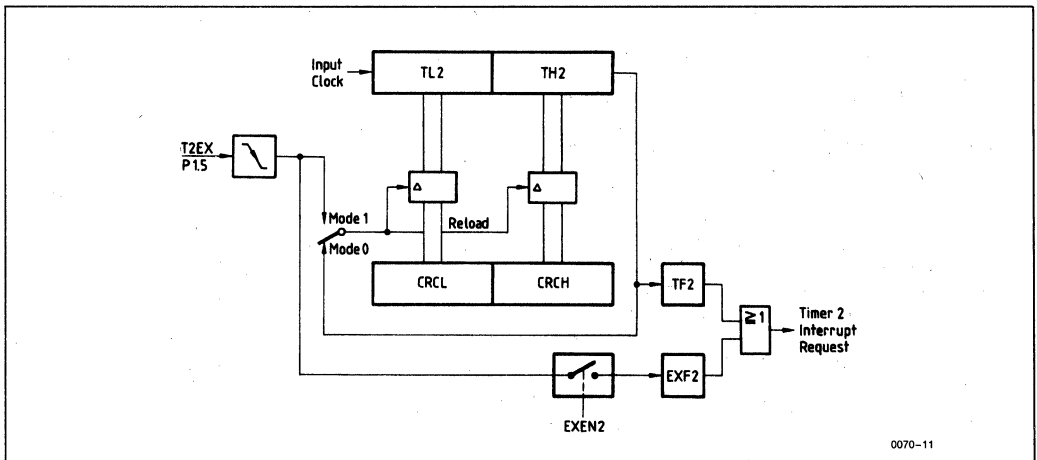 Input
Clock
TL2
TH2
T2EX
P1.5
Δ
Δ
Mode 1
Reload
Mode 0
CRCL
CRCH
TF2
≧1
Timer 2
Interrupt
Request
EXF2
EXEN2
0070-11